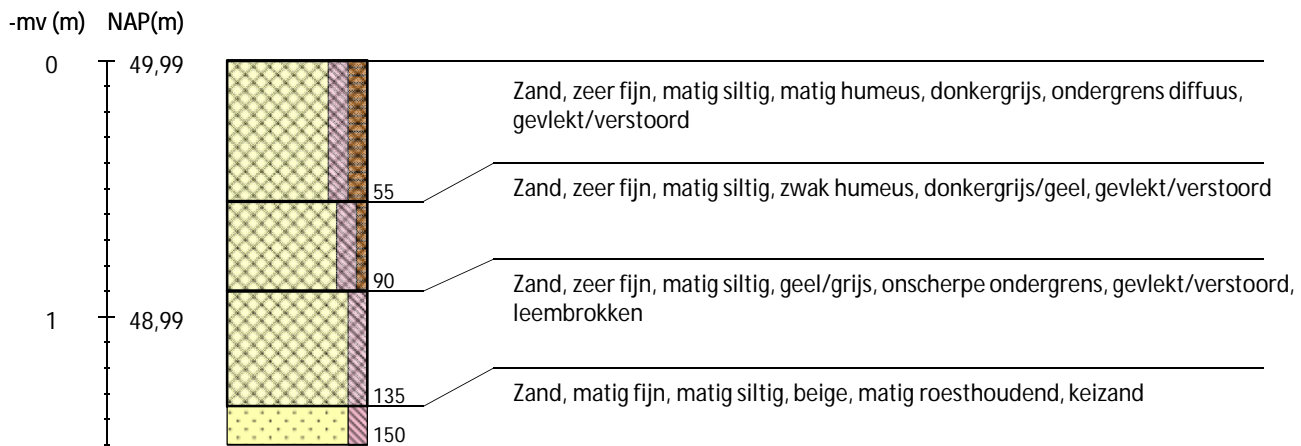 -mv (m) NAP(m)
0 49,99
Zand, zeer fijn, matig siltig, matig humeus, donkergrijs, ondergrens diffuus,
gevlekt/verstoord
55
Zand, zeer fijn, matig siltig, zwak humeus, donkergrijs/geel, gevlekt/verstoord
90
Zand, zeer fijn, matig siltig, geel/grijs, onscherpe ondergrens, gevlekt/verstoord,
leembrokken
1 48,99
135
Zand, matig fijn, matig siltig, beige, matig roesthoudend, keizand
150